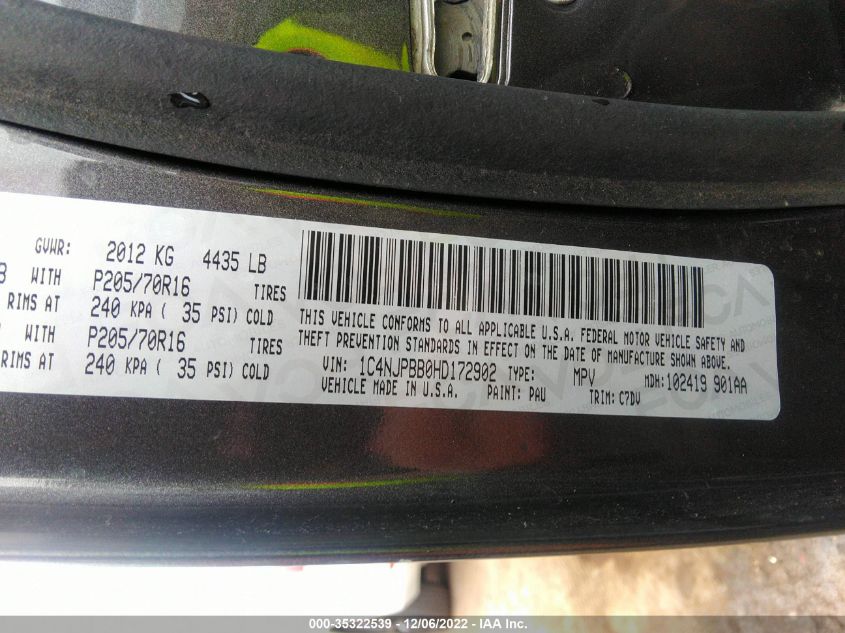 GVWR: 2012 KG 4435 LB
B WITH P205/70R16 TIRES
RIMS AT 240 KPA ( 35 PSI) COLD
WITH P205/70R16 TIRES
RIMS AT 240 KPA ( 35 PSI) COLD
THIS VEHICLE CONFORMS TO ALL APPLICABLE U.S.A. FEDERAL MOTOR VEHICLE SAFETY AND
THEFT PREVENTION STANDARDS IN EFFECT ON THE DATE OF MANUFACTURE SHOWN ABOVE.
VIN: 1C4NJPBB0HD172902 TYPE: MPV MDH:102419 901AA
VEHICLE MADE IN U.S.A. PAINT: PAU TRIM: C7DV
000-35322539 - 12/06/2022 - IAA Inc.